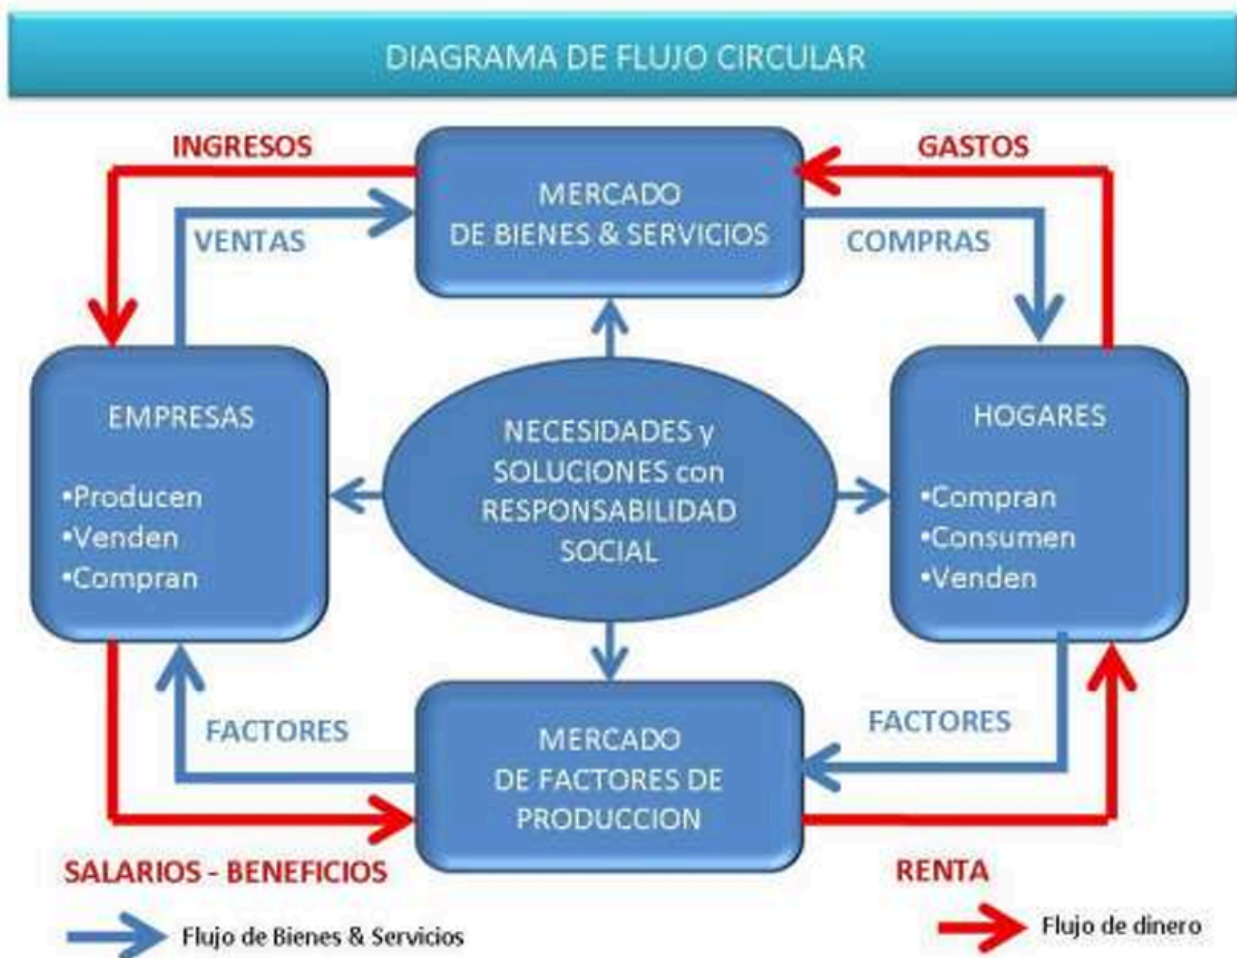 DIAGRAMA DE FLUJO CIRCULAR
INGRESOS
GASTOS
MERCADO
DE BIENES & SERVICIOS
VENTAS
COMPRAS
EMPRESAS
•Producen
•Venden
•Compran
NECESIDADES y
SOLUCIONES con
RESPONSABILIDAD
SOCIAL
HOGARES
•Compran
•Consumen
•Venden
FACTORES
FACTORES
MERCADO
DE FACTORES DE
PRODUCCION
SALARIOS - BENEFICIOS
RENTA
Flujo de Bienes & Servicios
Flujo de dinero